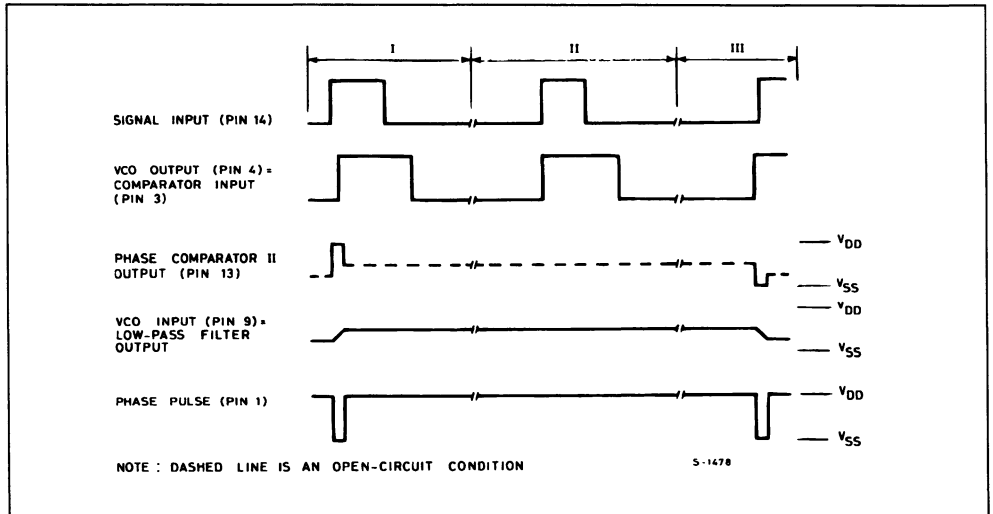 I II III
SIGNAL INPUT (PIN 14)
VCO OUTPUT (PIN 4)=
COMPARATOR INPUT
(PIN 3)
PHASE COMPARATOR II
OUTPUT (PIN 13)
VDD
VSS
VCO INPUT (PIN 9)=
LOW-PASS FILTER
OUTPUT
VDD
VSS
PHASE PULSE (PIN 1)
VDD
VSS
NOTE : DASHED LINE IS AN OPEN-CIRCUIT CONDITION
S-1478